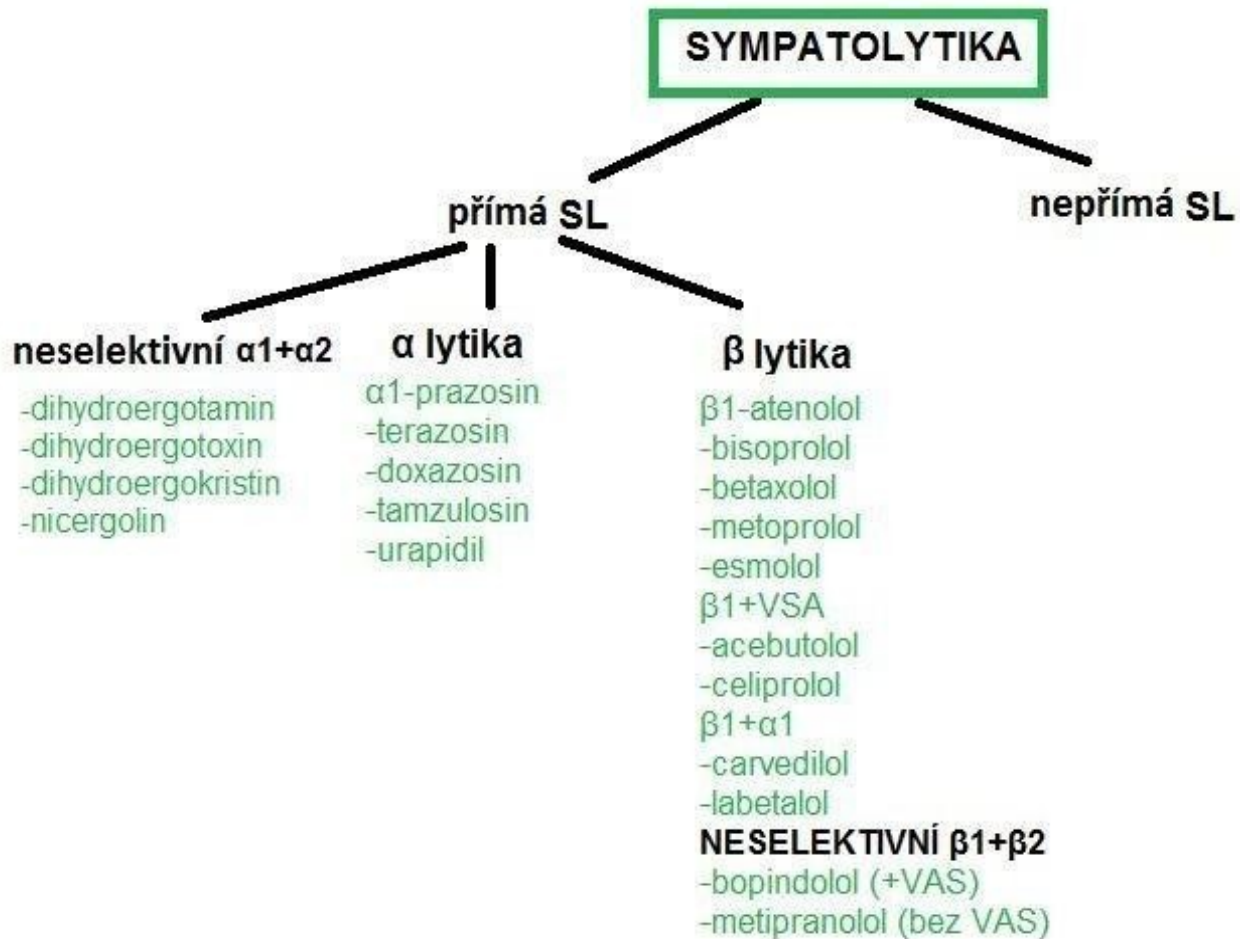 SYMPATOLYTIKA
přímá SL
nepřímá SL
neselektivní α1+α2
-dihydroergotamin
-dihydroergotoxin
-dihydroergokristin
-nicergolin
α lytika
α1-prazosin
-terazosin
-doxazosin
-tamzulosin
-urapidil
β lytika
β1-atenolol
-bisoprolol
-betaxolol
-metoprolol
-esmolol
β1+VSA
-acebutolol
-celiprolol
β1+α1
-carvedilol
-labetalol
NESELEKTIVNÍ β1+β2
-bopindolol (+VAS)
-metipranolol (bez VAS)